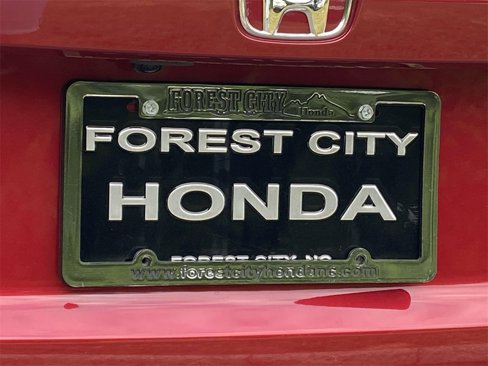 FOREST CITY
Honda
FOREST CITY
HONDA
FOREST CITY, NC
www.forestcityhondanc.com